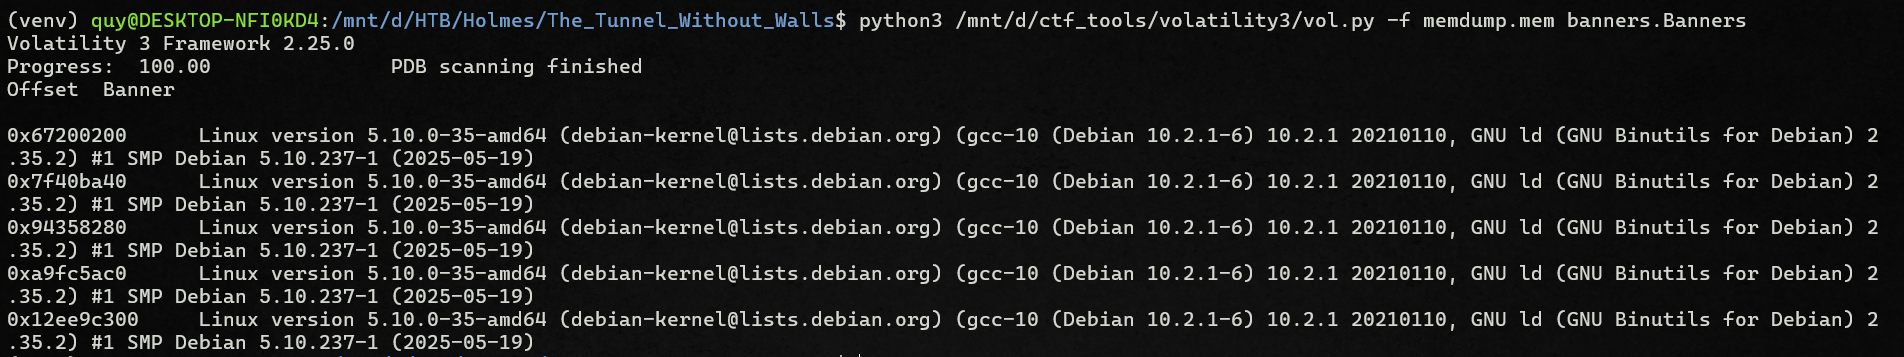 (venv) quy@DESKTOP-NFI0KD4:/mnt/d/HTB/Holmes/The_Tunnel_Without_Walls$ python3 /mnt/d/ctf_tools/volatility3/vol.py -f memdump.mem banners.Banners
Volatility 3 Framework 2.25.0
Progress:  100.00               PDB scanning finished
Offset  Banner

0x67200200      Linux version 5.10.0-35-amd64 (debian-kernel@lists.debian.org) (gcc-10 (Debian 10.2.1-6) 10.2.1 20210110, GNU ld (GNU Binutils for Debian) 2
.35.2) #1 SMP Debian 5.10.237-1 (2025-05-19)
0x7f40ba40      Linux version 5.10.0-35-amd64 (debian-kernel@lists.debian.org) (gcc-10 (Debian 10.2.1-6) 10.2.1 20210110, GNU ld (GNU Binutils for Debian) 2
.35.2) #1 SMP Debian 5.10.237-1 (2025-05-19)
0x94358280      Linux version 5.10.0-35-amd64 (debian-kernel@lists.debian.org) (gcc-10 (Debian 10.2.1-6) 10.2.1 20210110, GNU ld (GNU Binutils for Debian) 2
.35.2) #1 SMP Debian 5.10.237-1 (2025-05-19)
0xa9fc5ac0      Linux version 5.10.0-35-amd64 (debian-kernel@lists.debian.org) (gcc-10 (Debian 10.2.1-6) 10.2.1 20210110, GNU ld (GNU Binutils for Debian) 2
.35.2) #1 SMP Debian 5.10.237-1 (2025-05-19)
0x12ee9c300     Linux version 5.10.0-35-amd64 (debian-kernel@lists.debian.org) (gcc-10 (Debian 10.2.1-6) 10.2.1 20210110, GNU ld (GNU Binutils for Debian) 2
.35.2) #1 SMP Debian 5.10.237-1 (2025-05-19)